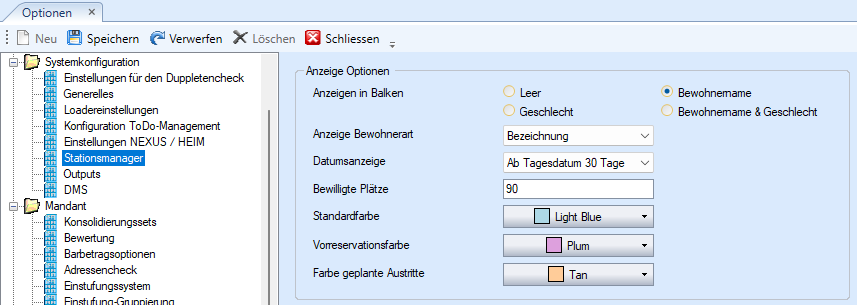 Optionen
Neu Speichern Verwerfen Löschen Schliessen
Systemkonfiguration
Einstellungen für den Duppletencheck
Generelles
Loadereinstellungen
Konfiguration ToDo-Management
Einstellungen NEXUS / HEIM
Stationsmanager
Outputs
DMS
Mandant
Konsolidierungssets
Bewertung
Barbetragsoptionen
Adressencheck
Einstufungssystem
Einstufung-Gruppierung
Anzeige Optionen
Anzeigen in Balken Leer Bewohnername
Geschlecht Bewohnername & Geschlecht
Anzeige Bewohnerart Bezeichnung
Datumsanzeige Ab Tagesdatum 30 Tage
Bewilligte Plätze 90
Standardfarbe Light Blue
Vorreservationsfarbe Plum
Farbe geplante Austritte Tan